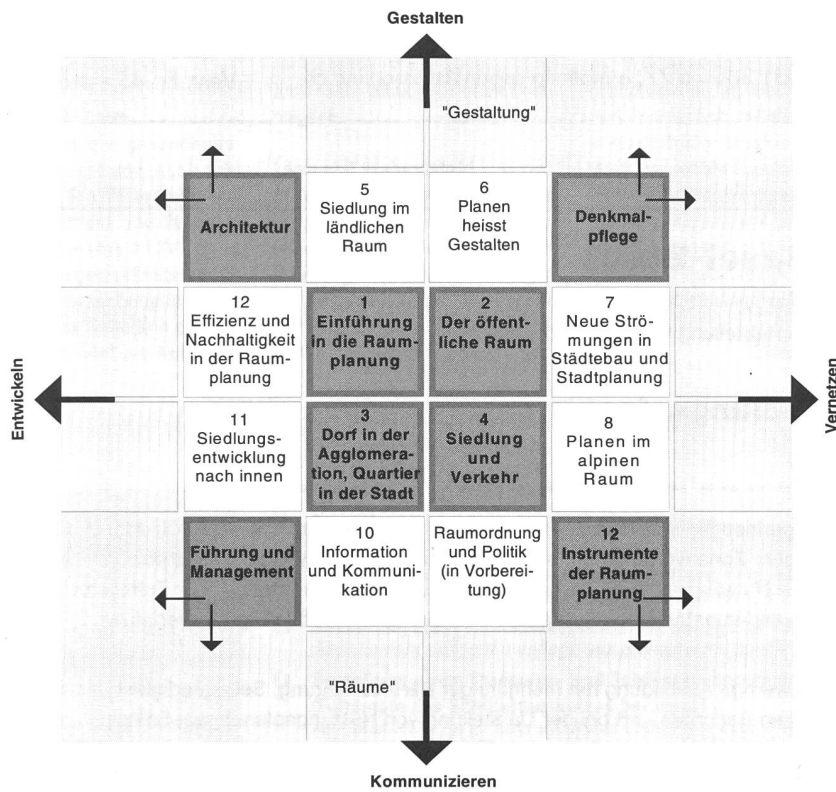 Gestalten
"Gestaltung"
Architektur
5
Siedlung im
ländlichen
Raum
6
Planen
heisst
Gestalten
Denkmal-
pflege
12
Effizienz und
Nachhaltigkeit
in der Raum-
planung
1
Einführung
in die Raum-
planung
2
Der öffent-
liche Raum
7
Neue Strö-
mungen in
Städtebau und
Stadtplanung
Entwickeln
Vernetzen
11
Siedlungs-
entwicklung
nach innen
3
Dorf in der
Agglomera-
tion, Quartier
in der Stadt
4
Siedlung
und
Verkehr
8
Planen im
alpinen
Raum
Führung und
Management
10
Information
und Kommuni-
kation
Raumordnung
und Politik
(in Vorberei-
tung)
12
Instrumente
der Raum-
planung
"Räume"
Kommunizieren